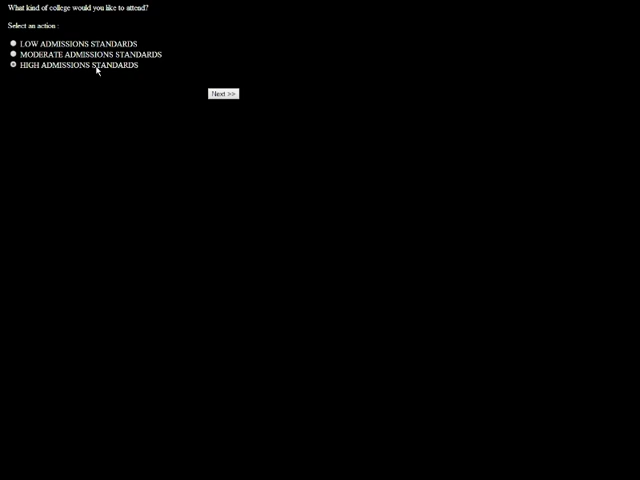 What kind of college would you like to attend?
Select an action :
LOW ADMISSIONS STANDARDS
MODERATE ADMISSIONS STANDARDS
HIGH ADMISSIONS STANDARDS
Next >>